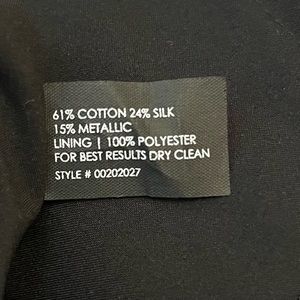 61% COTTON 24% SILK
15% METALLIC
LINING | 100% POLYESTER
FOR BEST RESULTS DRY CLEAN
STYLE # 00202027